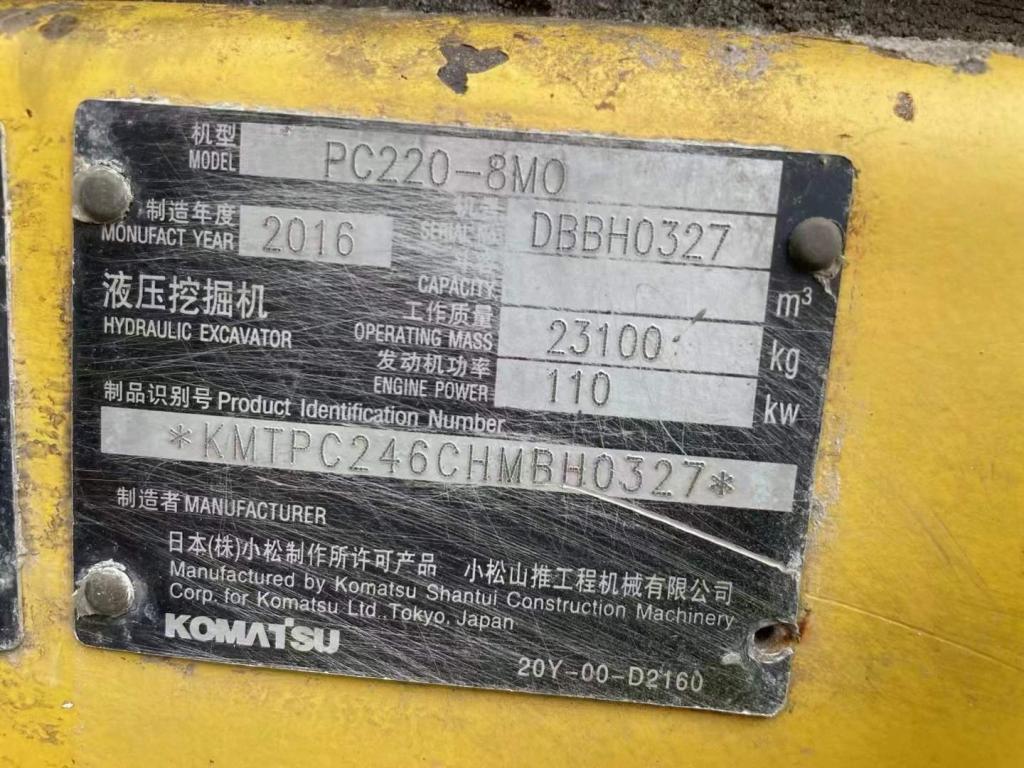 机型
MODEL PC220-8M0
制造年度
MONUFACT YEAR 2016
SERIAL No. DBBH0327
CAPACITY m³
液压挖掘机
HYDRAULIC EXCAVATOR
工作质量
OPERATING MASS 23100 kg
发动机功率
ENGINE POWER 110 kw
制品识别号 Product Identification Number
*KMTPC246CHMBH0327*
制造者 MANUFACTURER
日本(株)小松制作所许可产品 小松山推工程机械有限公司
Manufactured by Komatsu Shantui Construction Machinery
Corp. for Komatsu Ltd., Tokyo, Japan
KOMATSU
20Y-00-D2160